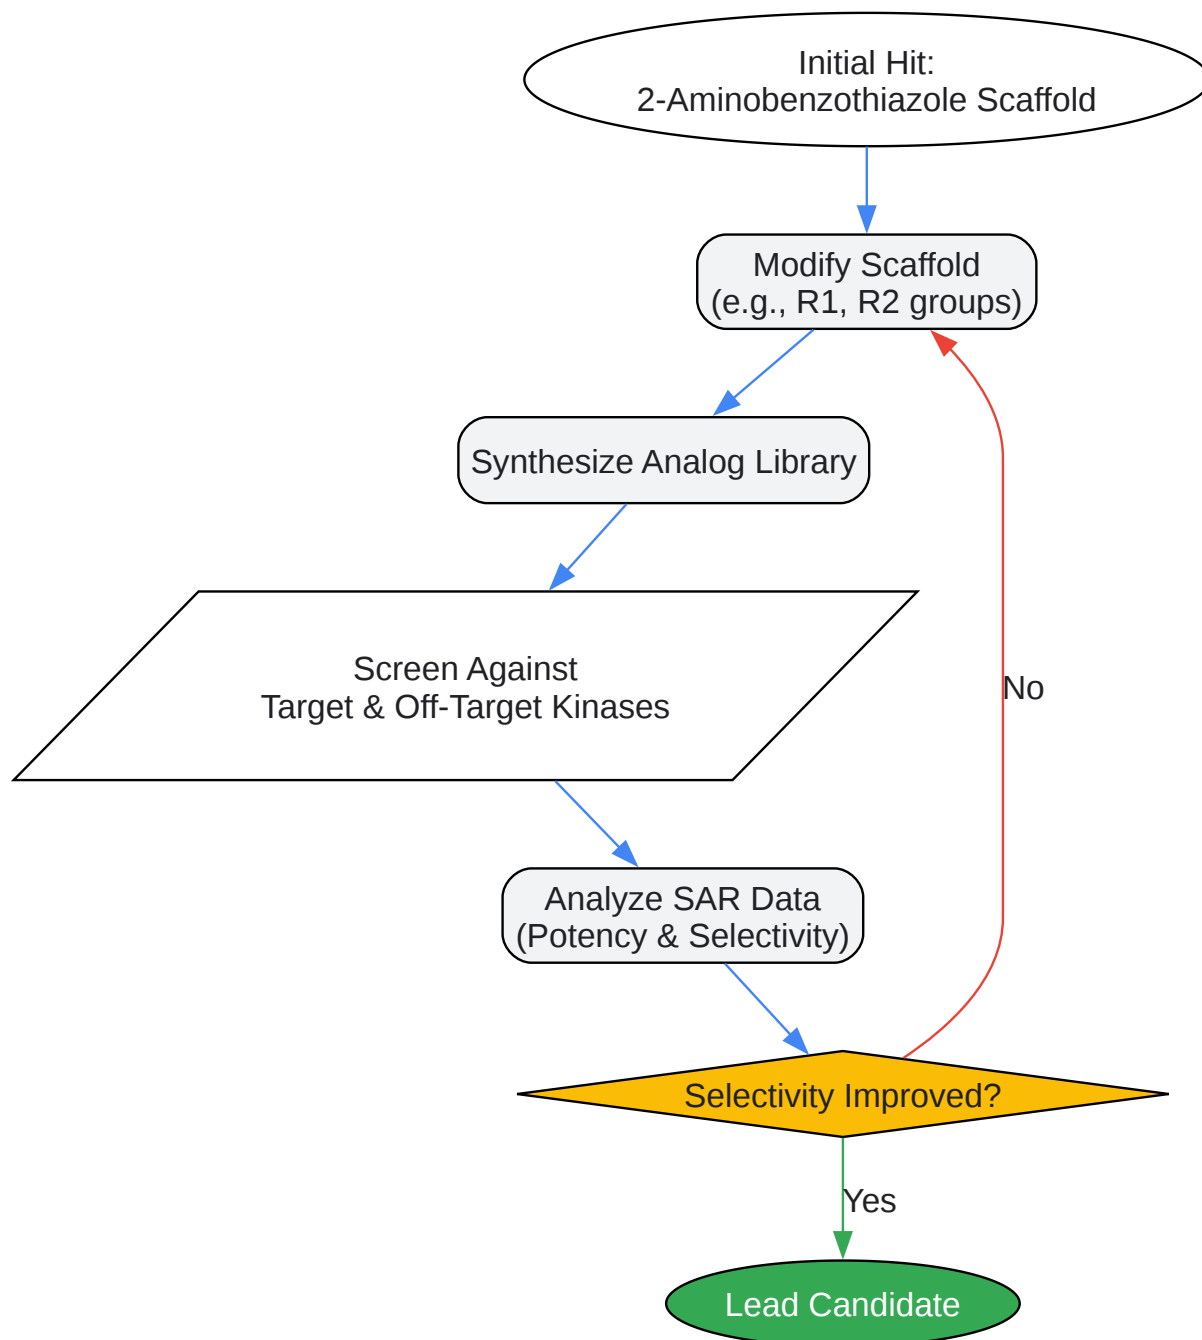 Initial Hit:
2-Aminobenzothiazole Scaffold
Modify Scaffold
(e.g., R1, R2 groups)
Synthesize Analog Library
Screen Against
Target & Off-Target Kinases
No
Analyze SAR Data
(Potency & Selectivity)
Selectivity Improved?
Yes
Lead Candidate